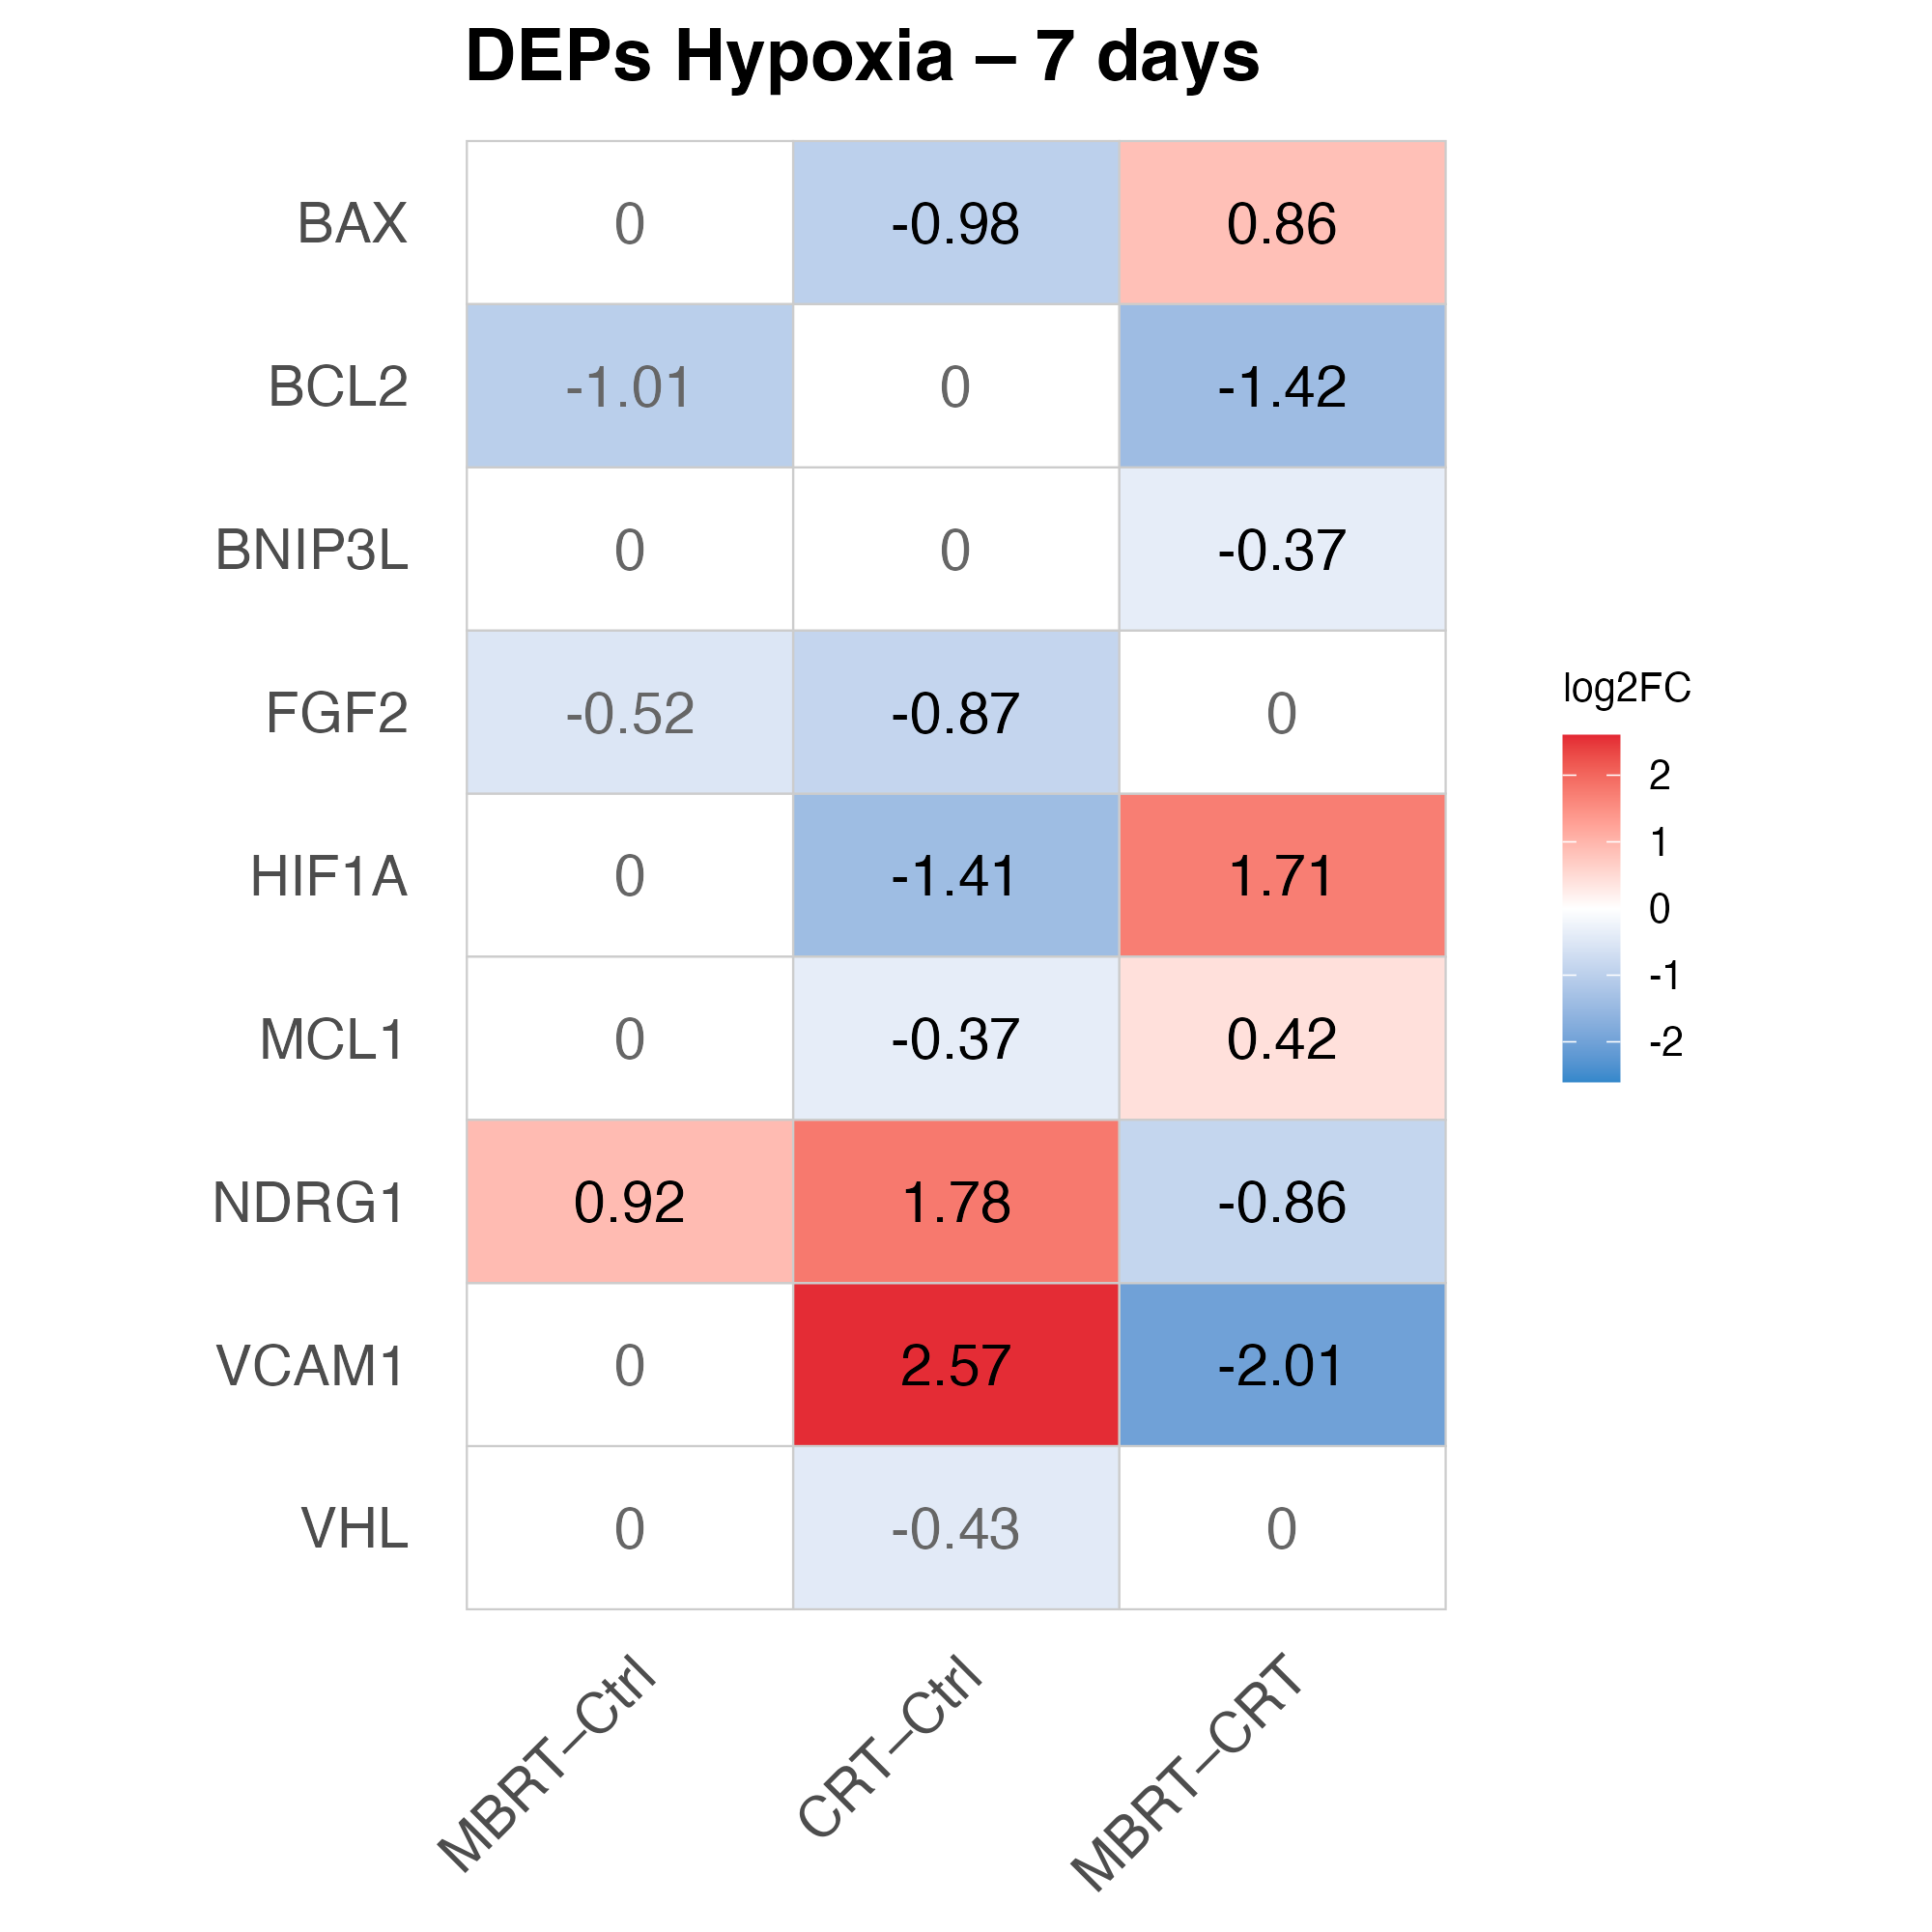 DEPs Hypoxia – 7 days
BAX 0 -0.98 0.86
BCL2 -1.01 0 -1.42
BNIP3L 0 0 -0.37
FGF2 -0.52 -0.87 0
HIF1A 0 -1.41 1.71
MCL1 0 -0.37 0.42
NDRG1 0.92 1.78 -0.86
VCAM1 0 2.57 -2.01
VHL 0 -0.43 0
MBRT–Ctrl
CRT–Ctrl
MBRT–CRT
log2FC
2
1
0
-1
-2